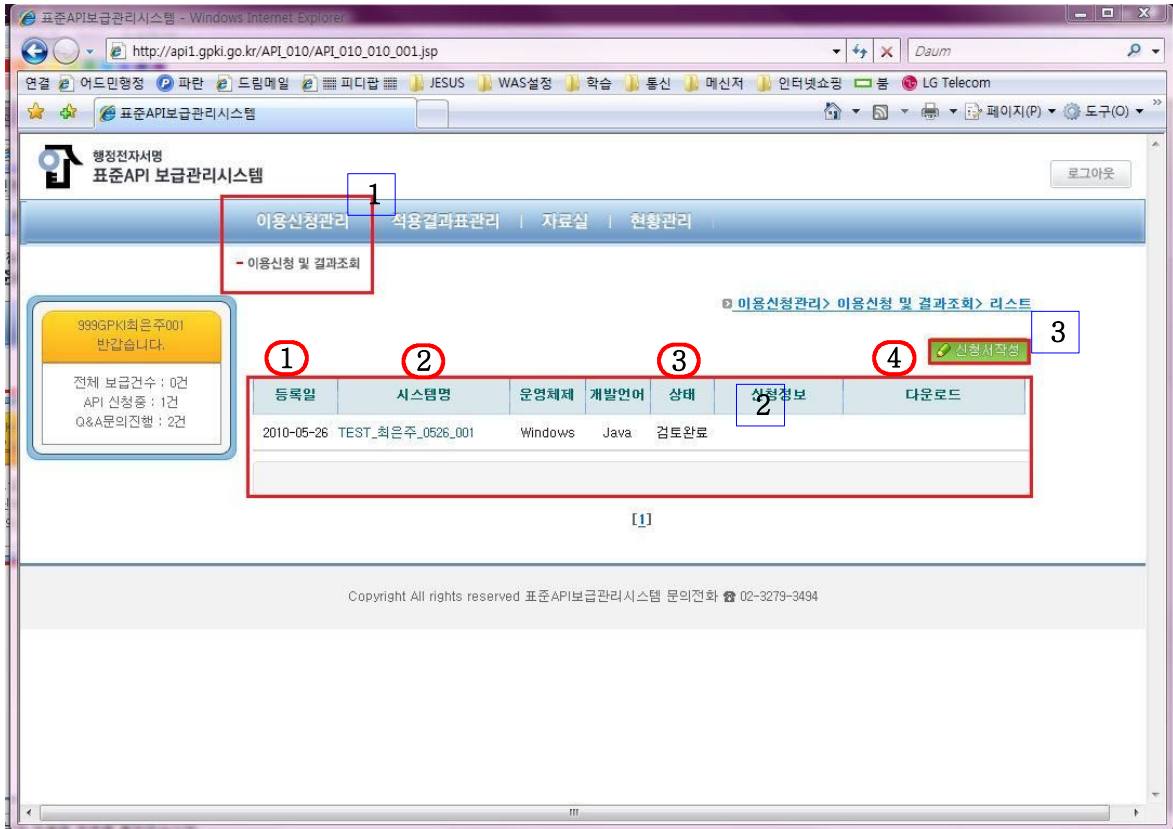 표준API보급관리시스템 - Windows Internet Explorer
http://api1.gpki.go.kr/API_010/API_010_010_001.jsp
Daum
연결 어드민행정 파란 드림메일 피디팝 JESUS WAS설정 학습 통신 메신저 인터넷쇼핑 붐 LG Telecom
표준API보급관리시스템 페이지(P) 도구(O)
행정전자서명
표준API 보급관리시스템
로그아웃
1
이용신청관리 적용결과표관리 | 자료실 | 현황관리
- 이용신청 및 결과조회
이용신청관리> 이용신청 및 결과조회> 리스트
999GPKI최은주001
반갑습니다.
전체 보급건수 : 0건
API 신청중 : 1건
Q&A문의진행 : 2건
신청서작성
3
① ② ③ ④
등록일 시스템명 운영체제 개발언어 상태 신청정보 다운로드
2
2010-05-26 TEST_최은주_0526_001 Windows Java 검토완료
[1]
Copyright All rights reserved 표준API보급관리시스템 문의전화 ☎ 02-3279-3494